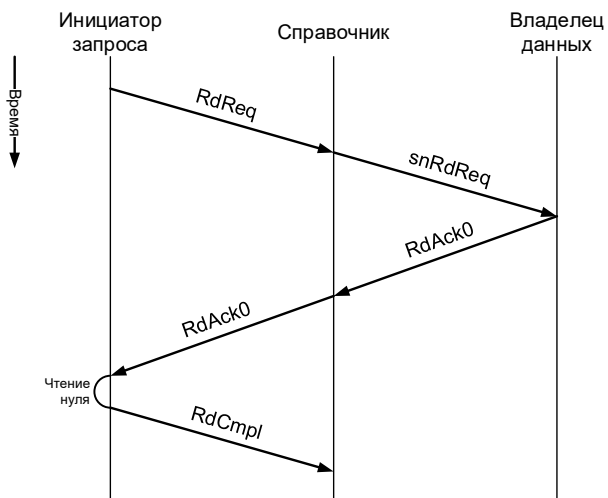 Инициатор
запроса
Справочник
Владелец
данных
Время
RdReq
snRdReq
RdAck0
RdAck0
Чтение
нуля
RdCmpl